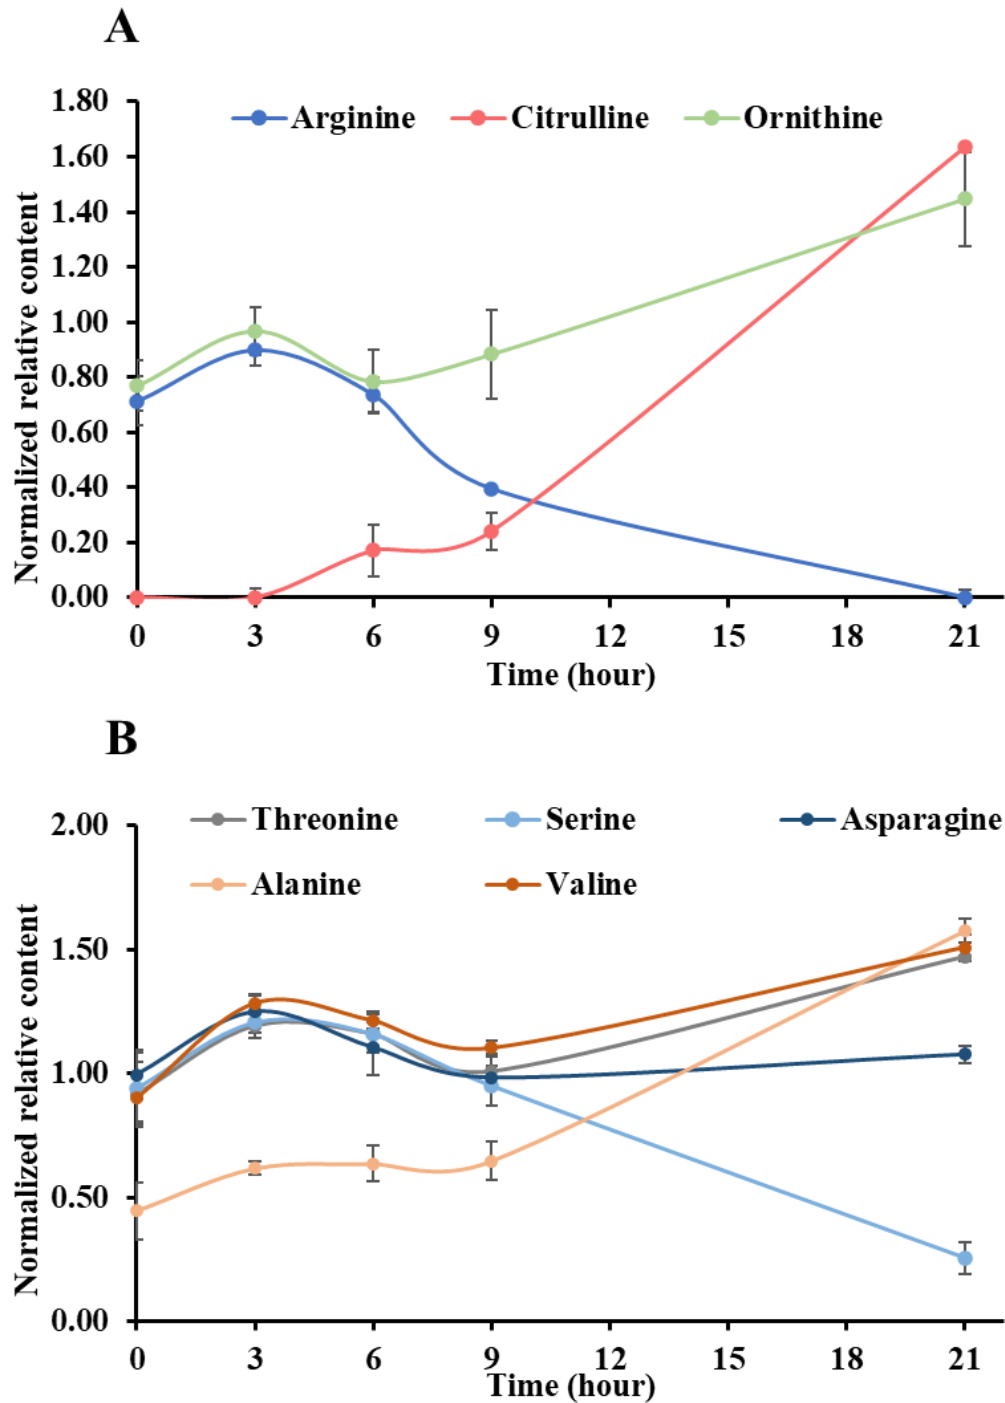 A
Arginine Citrulline Ornithine
1.80
1.60
1.40
1.20
1.00
0.80
0.60
0.40
0.20
0.00
Normalized relative content
0 3 6 9 12 15 18 21
Time (hour)
B
Threonine Serine Asparagine
Alanine Valine
2.00
1.50
1.00
0.50
0.00
Normalized relative content
0 3 6 9 12 15 18 21
Time (hour)